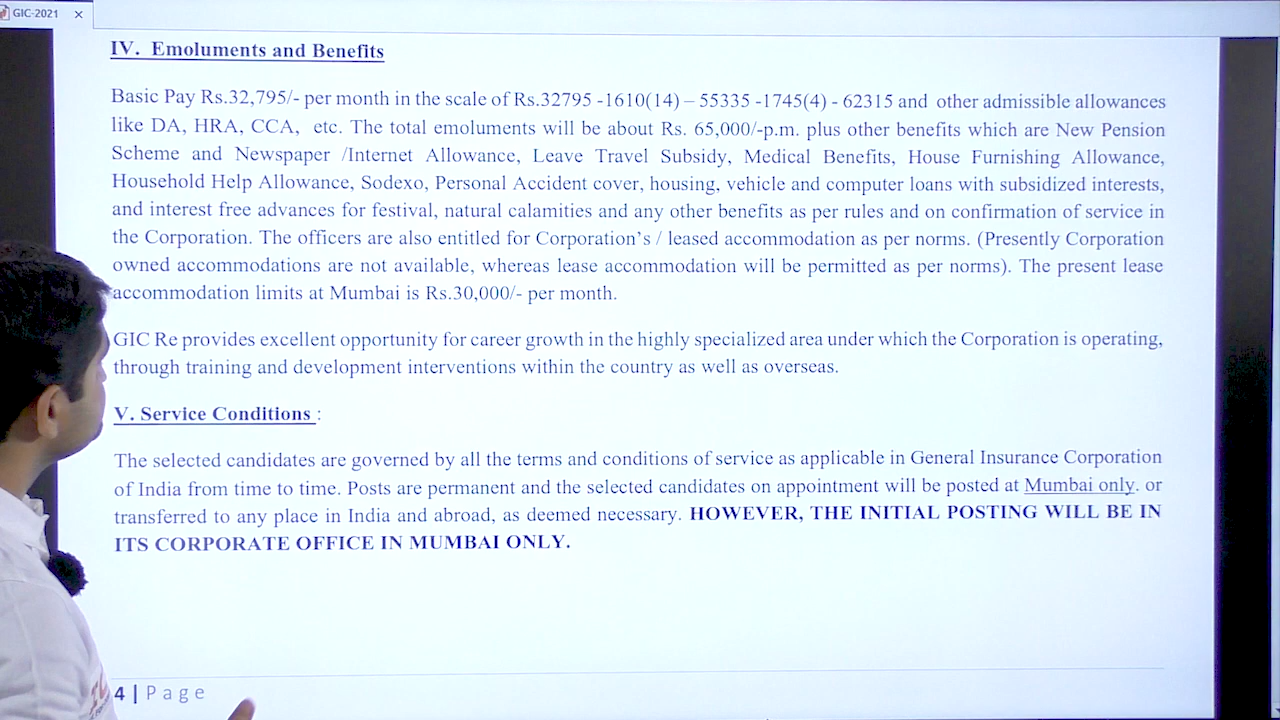 GIC-2021
IV. Emoluments and Benefits
Basic Pay Rs.32,795/- per month in the scale of Rs.32795 -1610(14) – 55335 -1745(4) - 62315 and other admissible allowances
like DA, HRA, CCA, etc. The total emoluments will be about Rs. 65,000/-p.m. plus other benefits which are New Pension
Scheme and Newspaper /Internet Allowance, Leave Travel Subsidy, Medical Benefits, House Furnishing Allowance,
Household Help Allowance, Sodexo, Personal Accident cover, housing, vehicle and computer loans with subsidized interests,
and interest free advances for festival, natural calamities and any other benefits as per rules and on confirmation of service in
the Corporation. The officers are also entitled for Corporation's / leased accommodation as per norms. (Presently Corporation
owned accommodations are not available, whereas lease accommodation will be permitted as per norms). The present lease
accommodation limits at Mumbai is Rs.30,000/- per month.
GIC Re provides excellent opportunity for career growth in the highly specialized area under which the Corporation is operating,
through training and development interventions within the country as well as overseas.
V. Service Conditions :
The selected candidates are governed by all the terms and conditions of service as applicable in General Insurance Corporation
of India from time to time. Posts are permanent and the selected candidates on appointment will be posted at Mumbai only. or
transferred to any place in India and abroad, as deemed necessary. HOWEVER, THE INITIAL POSTING WILL BE IN
ITS CORPORATE OFFICE IN MUMBAI ONLY.
4 | Page